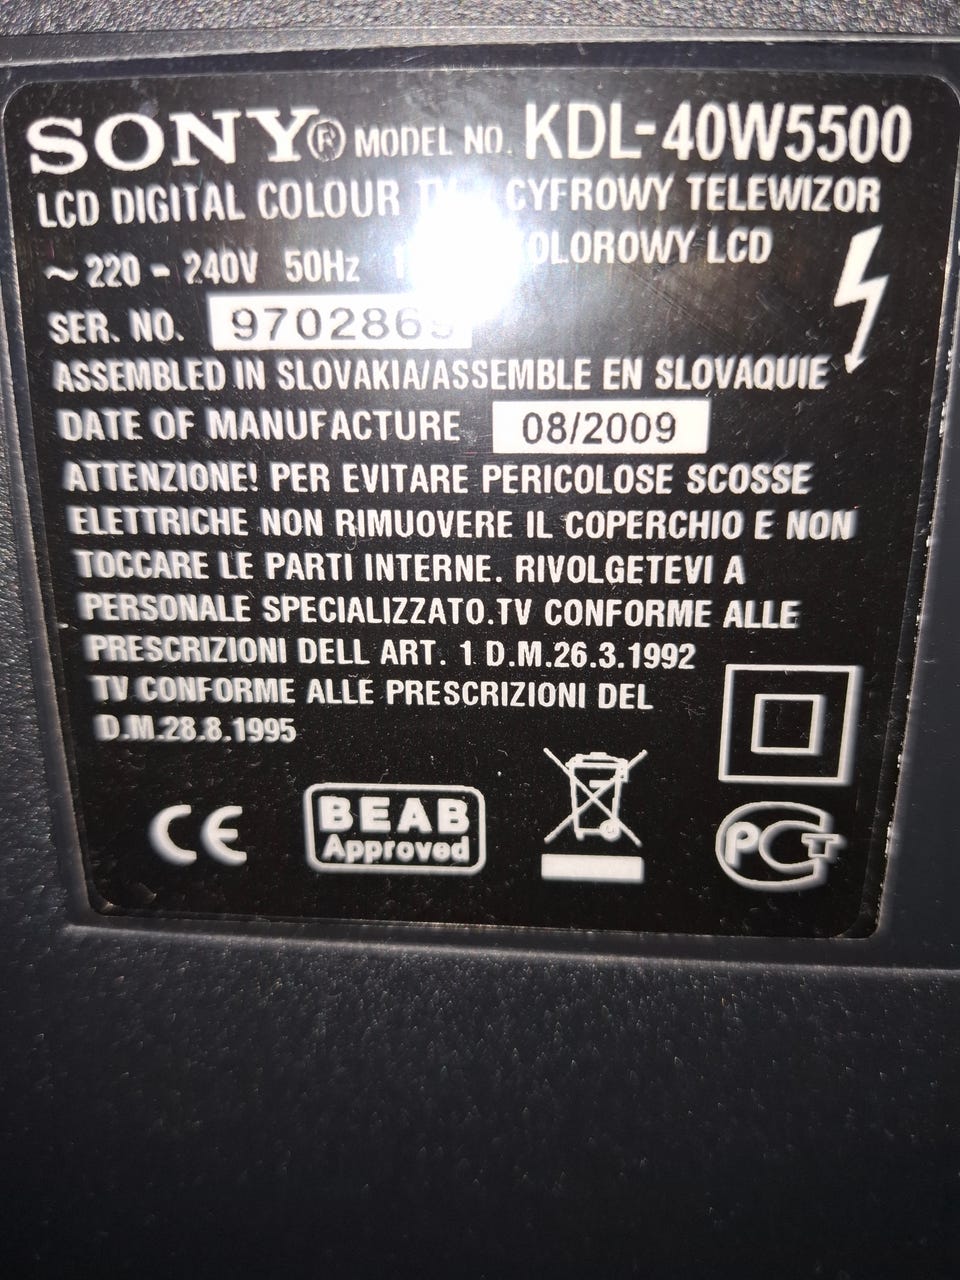 SONY® MODEL NO. KDL-40W5500
LCD DIGITAL COLOUR CYFROWY TELEWIZOR
~ 220 - 240V 50Hz KOLOROWY LCD
SER. NO.
ASSEMBLED IN SLOVAKIA/ASSEMBLE EN SLOVAQUIE
DATE OF MANUFACTURE 08/2009
ATTENZIONE! PER EVITARE PERICOLOSE SCOSSE
ELETTRICHE NON RIMUOVERE IL COPERCHIO E NON
TOCCARE LE PARTI INTERNE. RIVOLGETEVI A
PERSONALE SPECIALIZZATO.TV CONFORME ALLE
PRESCRIZIONI DELL ART. 1 D.M.26.3.1992
TV CONFORME ALLE PRESCRIZIONI DEL
D.M.28.8.1995
CE
BEAB
Approved
РСТ